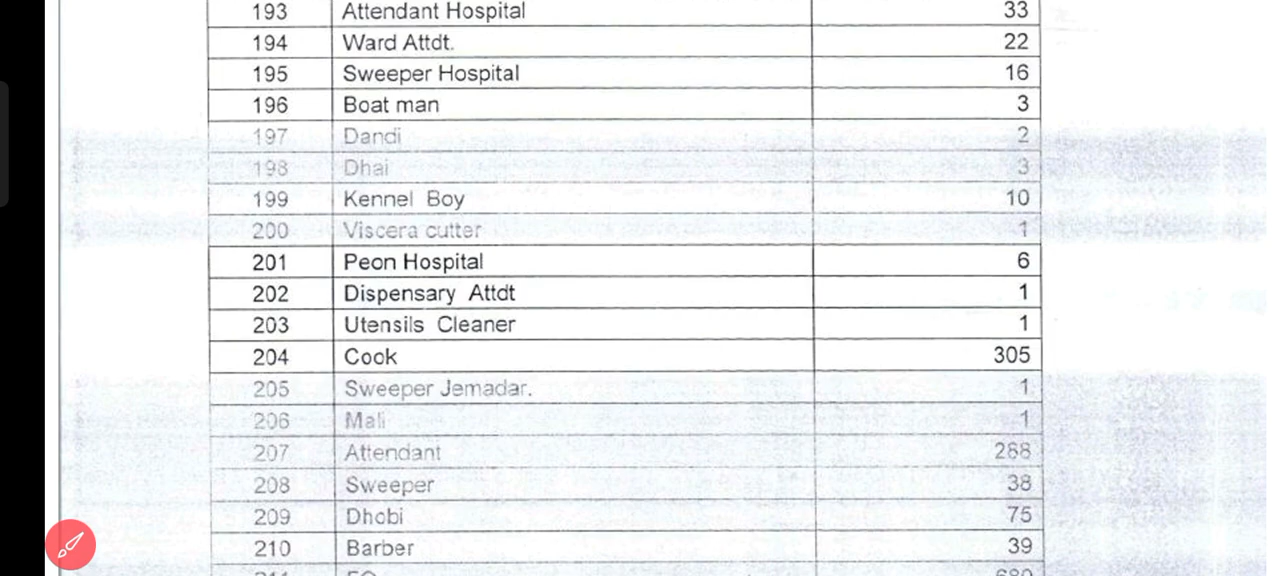 193 Attendant Hospital 33
194 Ward Attdt. 22
195 Sweeper Hospital 16
196 Boat man 3
197 Dandi 2
198 Dhai 3
199 Kennel Boy 10
200 Viscera cutter 1
201 Peon Hospital 6
202 Dispensary Attdt 1
203 Utensils Cleaner 1
204 Cook 305
205 Sweeper Jemadar. 1
206 Mali 1
207 Attendant 268
208 Sweeper 38
209 Dhobi 75
210 Barber 39